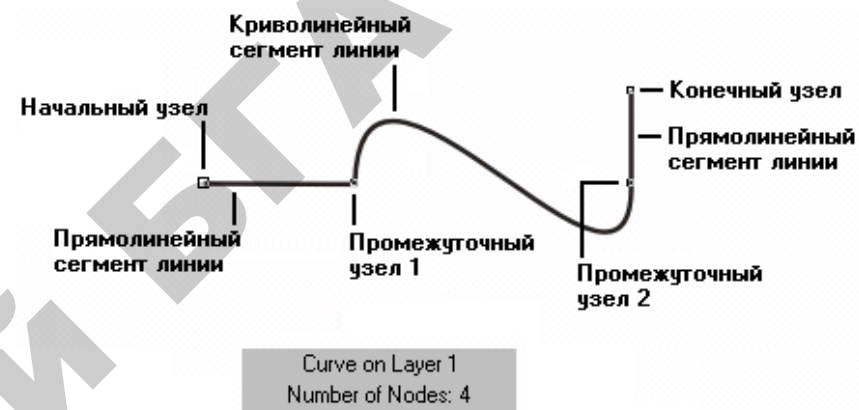 Криволинейный
сегмент линии
Начальный узел
Конечный узел
Прямолинейный
сегмент линии
Прямолинейный
сегмент линии
Промежуточный
узел 1
Промежуточный
узел 2
Curve on Layer 1
Number of Nodes: 4
Й БГА